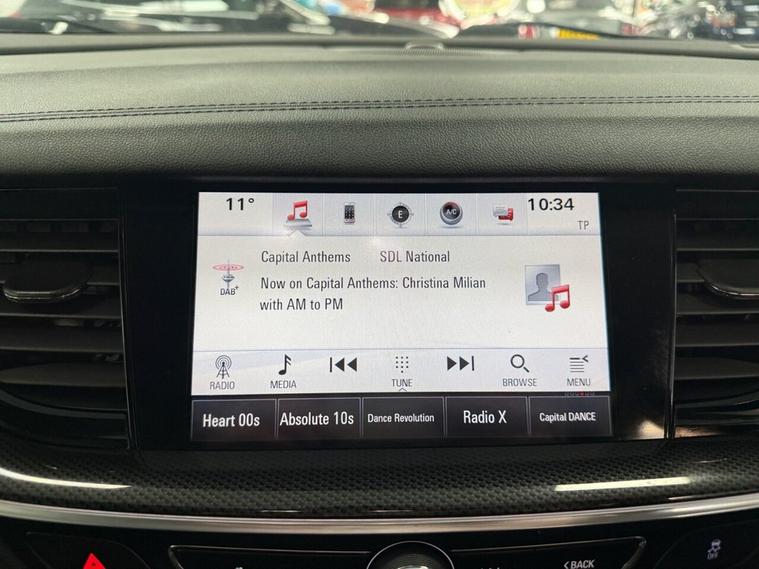 11°
E
A/C
10:34
TP
Capital Anthems SDL National
DAB+
Now on Capital Anthems: Christina Milian
with AM to PM
RADIO
MEDIA
TUNE
BROWSE
MENU
Heart 00s
Absolute 10s
Dance Revolution
Radio X
Capital DANCE
<BACK
OFF